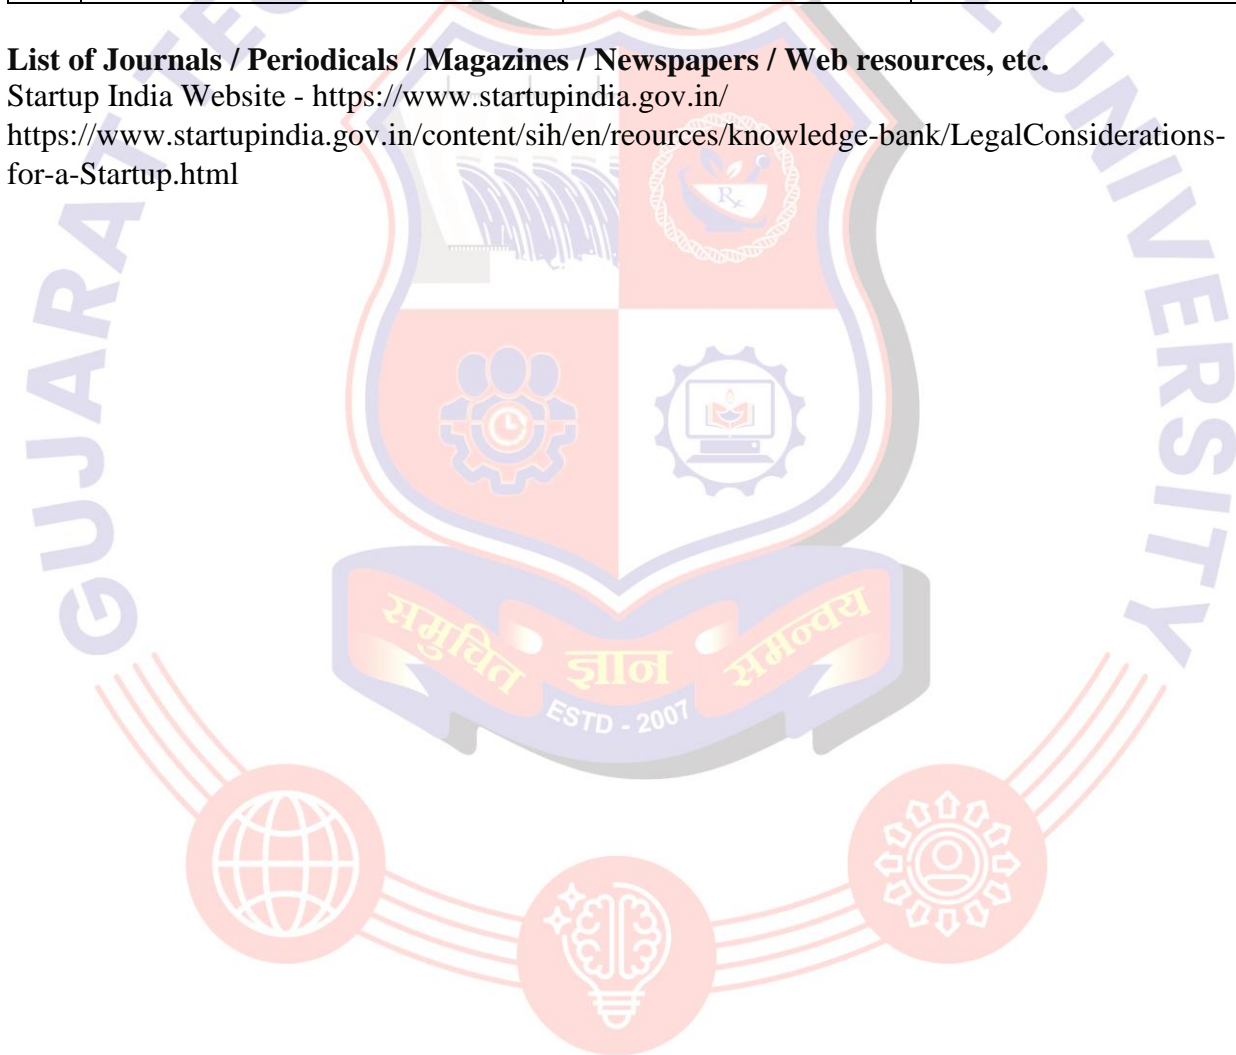 List of Journals / Periodicals / Magazines / Newspapers / Web resources, etc.
Startup India Website - https://www.startupindia.gov.in/
https://www.startupindia.gov.in/content/sih/en/reources/knowledge-bank/LegalConsiderations-
for-a-Startup.html
GUJARAT
UNIVERSITY
Rx
समुचित ज्ञान समन्वय
ESTD - 2007